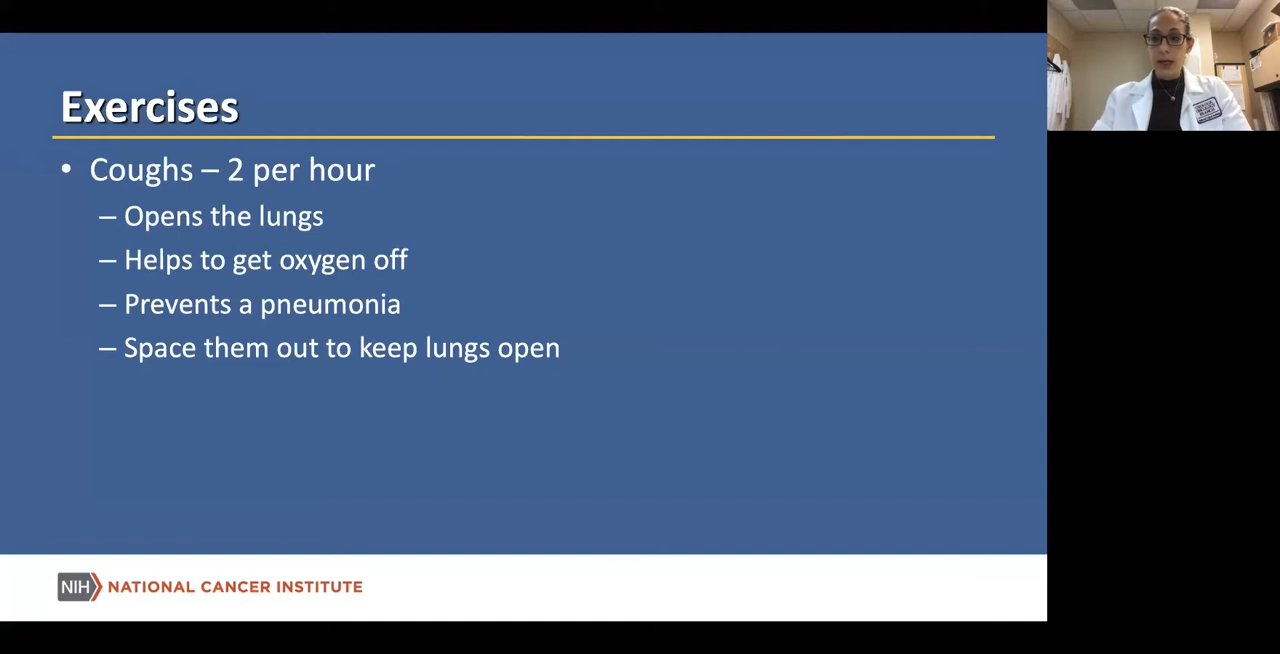 Exercises
• Coughs – 2 per hour
– Opens the lungs
– Helps to get oxygen off
– Prevents a pneumonia
– Space them out to keep lungs open
NIH NATIONAL CANCER INSTITUTE